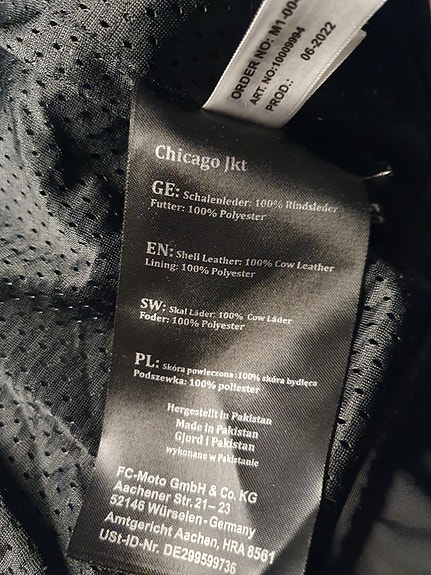 ORDER NO: M1-004
ART. NO:10009994
PROD.: 06-2022
Chicago Jkt
GE: Schalenleder: 100% Rindsleder
Futter: 100% Polyester
EN: Shell Leather: 100% Cow Leather
Lining: 100% Polyester
SW: Skal Läder: 100% Cow Läder
Foder: 100% Polyester
PL: Skóra powleczona:100% skóra bydlęca
Podszewka: 100% poliester
Hergestellt in Pakistan
Made in Pakistan
Gjord i Pakistan
wykonane w Pakistanie
FC-Moto GmbH & Co. KG
Aachener Str. 21– 23
52146 Würselen - Germany
Amtgericht Aachen, HRA 8561
USt-ID-Nr. DE299599736